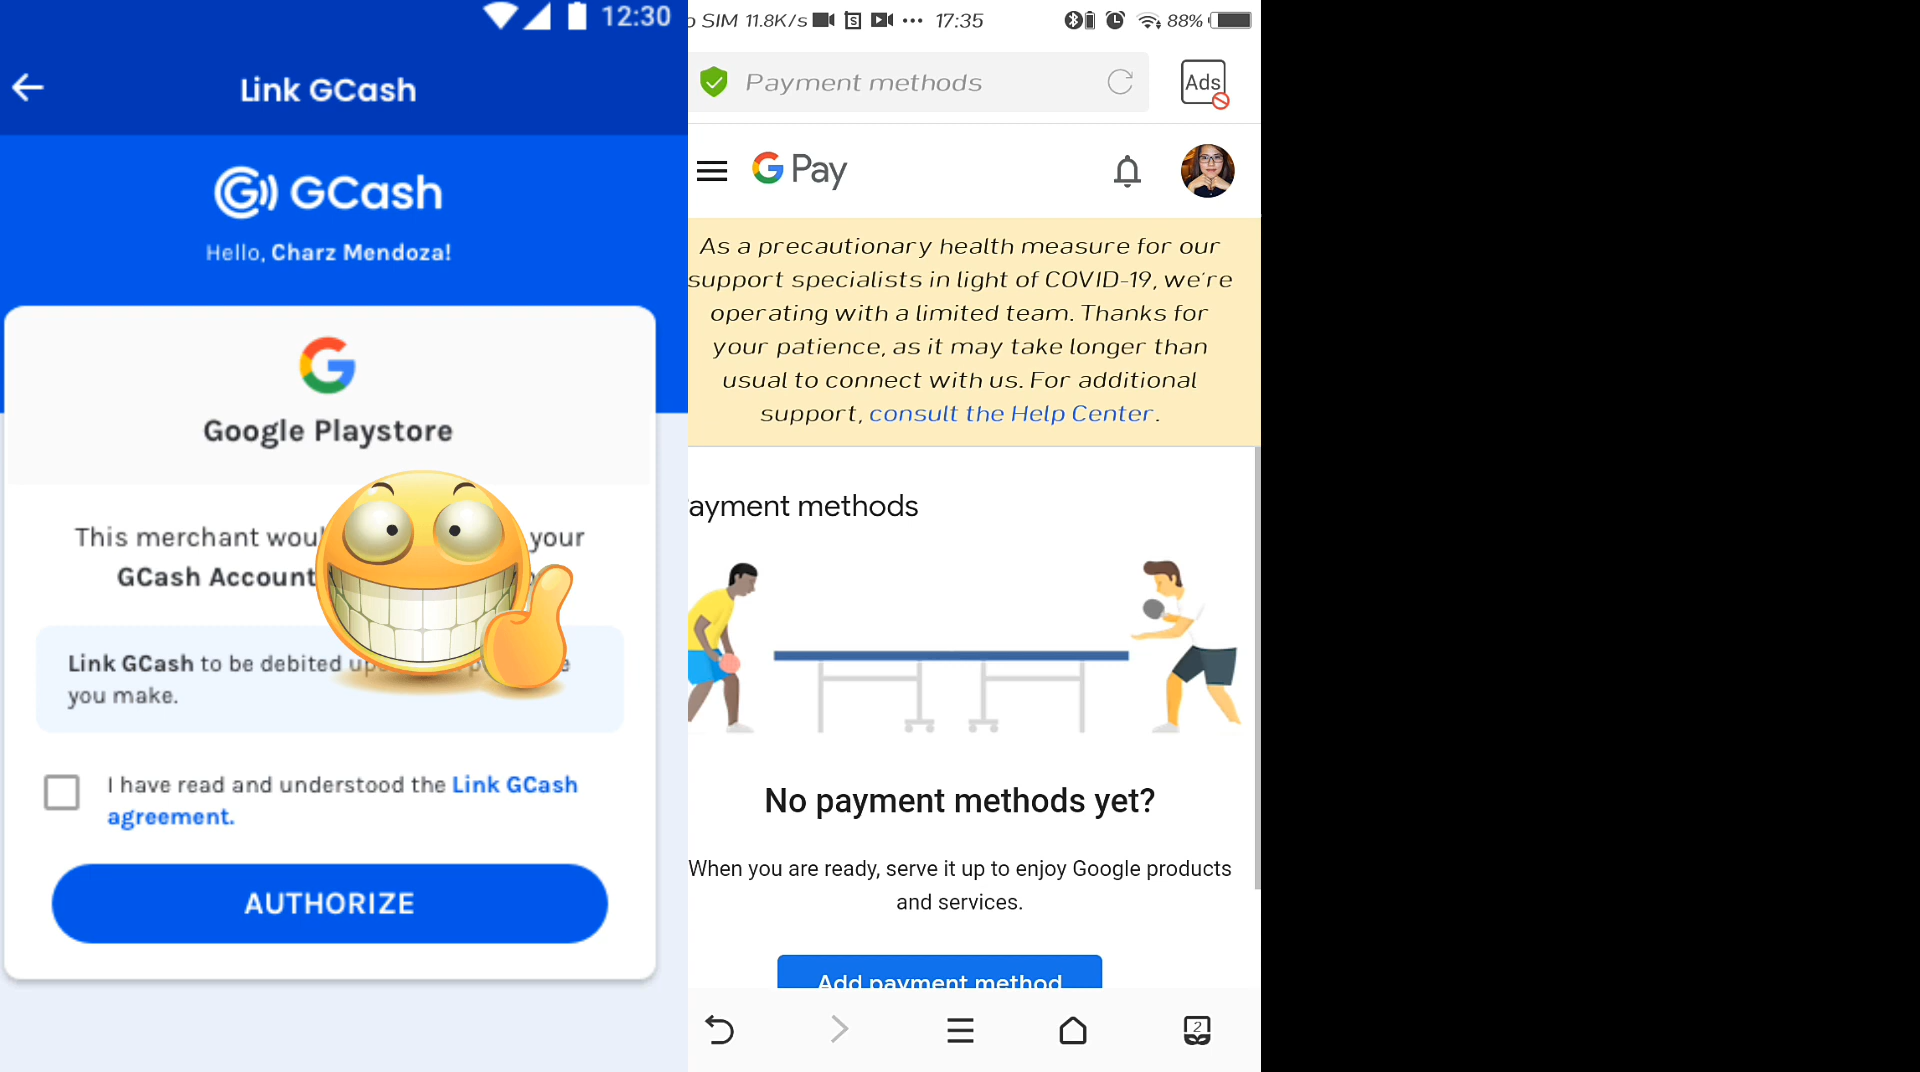 12:30
Link GCash
GCash
Hello, Charz Mendoza!
Google Playstore
This merchant your
GCash Account
Link GCash to be debited
you make.
I have read and understood the Link GCash
agreement.
AUTHORIZE
SIM 11.8K/s 17:35 88%
Payment methods
Ads
G Pay
As a precautionary health measure for our
support specialists in light of COVID-19, we're
operating with a limited team. Thanks for
your patience, as it may take longer than
usual to connect with us. For additional
support, consult the Help Center.
ayment methods
No payment methods yet?
When you are ready, serve it up to enjoy Google products
and services.
Add payment method
2